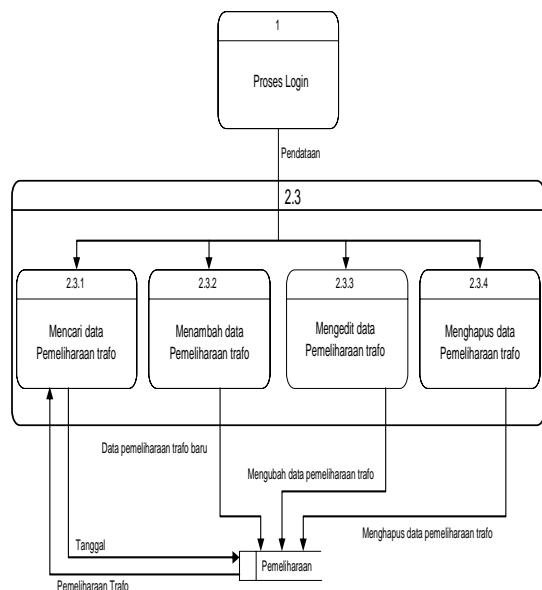 1
Proses Login
Pendataan
2.3
2.3.1
Mencari data
Pemeliharaan trafo
2.3.2
Menambah data
Pemeliharaan trafo
2.3.3
Mengedit data
Pemeliharaan trafo
2.3.4
Menghapus data
Pemeliharaan trafo
Data pemeliharaan trafo baru
Mengubah data pemeliharaan trafo
Menghapus data pemeliharaan trafo
Tanggal
Pemeliharaan
Pemeliharaan Trafo